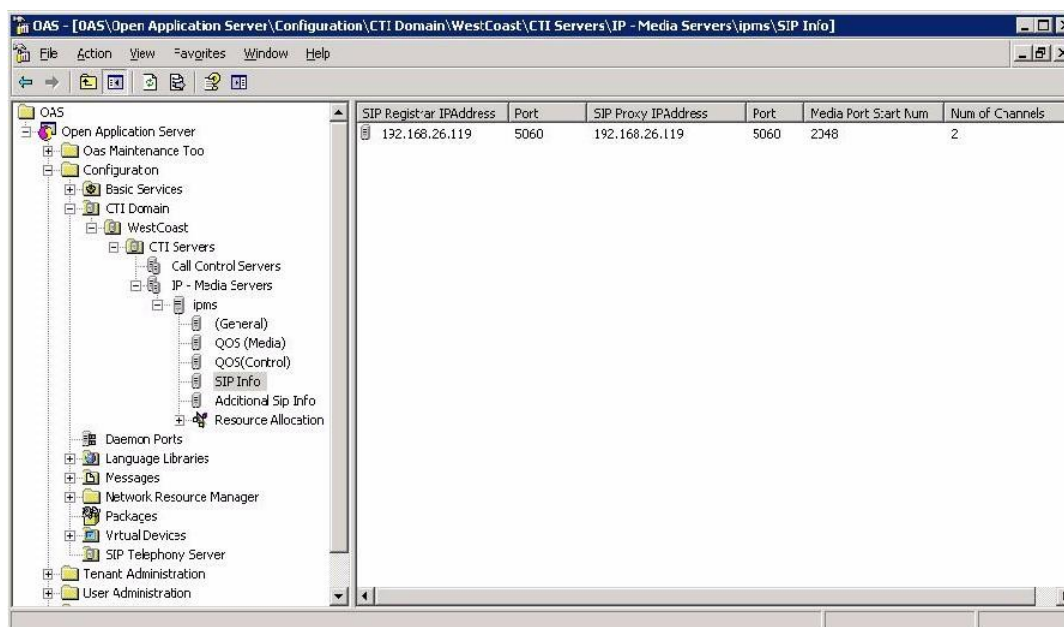 OAS - [OAS\Open Application Server\Configuration\CTI Domain\WestCoast\CTI Servers\IP - Media Servers\ipms\SIP Info]
File Action View Favorites Window Help
OAS
Open Application Server
Oas Maintenance Too
Configuraton
Basic Services
CTI Domain
WestCoast
CTI Servers
Call Control Servers
IP - Media Servers
ipms
(General)
QOS (Media)
QOS(Control)
SIP Info
Additional Sip Info
Resource Allocation
Daemon Ports
Language Libraries
Messages
Network Resource Manager
Packages
Virtual Devices
SIP Telephony Server
Tenant Administration
User Administration
SIP Registrar IPAddress Port SIP Proxy IPAddress Port Media Port Start Num Num of Channels
192.168.26.119 5060 192.168.26.119 5060 2048 2